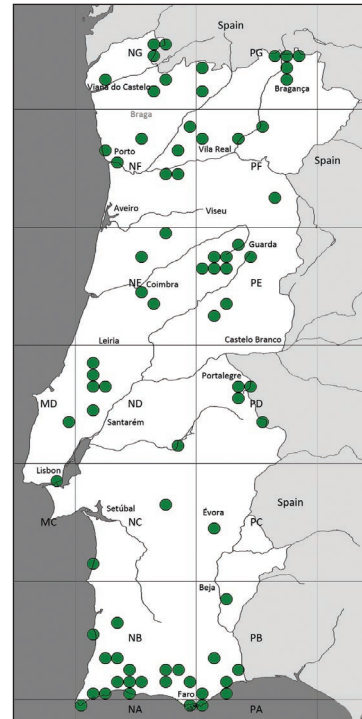 Spain
NG
PG
Viana do Castelo
Bragança
Braga
Porto
Vila Real
Spain
NF
PF
Aveiro
Viseu
Guarda
NE
Coimbra
PE
Leiria
Castelo Branco
Portalegre
MD
ND
PD
Santarém
Lisbon
Setúbal
Évora
Spain
MC
NC
PC
Beja
NB
PB
Faro
NA
PA